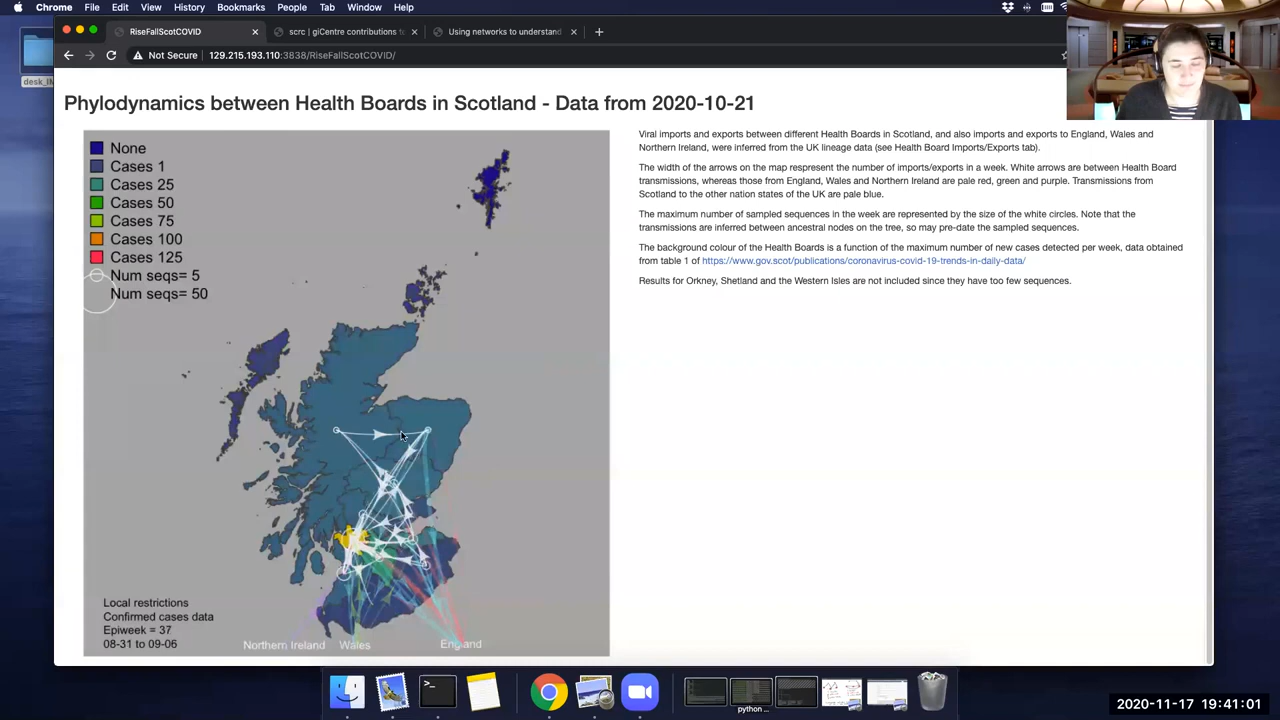 Chrome File Edit View History Bookmarks People Tab Window Help
RiseFallScotCOVID
scrc | giCentre contributions t
Using networks to understand
Not Secure 129.215.193.110:3838/RiseFallScotCOVID/
Phylodynamics between Health Boards in Scotland - Data from 2020-10-21
None
Cases 1
Cases 25
Cases 50
Cases 75
Cases 100
Cases 125
Num seqs= 5
Num seqs= 50
Local restrictions
Confirmed cases data
Epiweek = 37
08-31 to 09-06
Northern Ireland Wales England
Viral imports and exports between different Health Boards in Scotland, and also imports and exports to England, Wales and
Northern Ireland, were inferred from the UK lineage data (see Health Board Imports/Exports tab).
The width of the arrows on the map respresent the number of imports/exports in a week. White arrows are between Health Board
transmissions, whereas those from England, Wales and Northern Ireland are pale red, green and purple. Transmissions from
Scotland to the other nation states of the UK are pale blue.
The maximum number of sampled sequences in the week are represented by the size of the white circles. Note that the
transmissions are inferred between ancestral nodes on the tree, so may pre-date the sampled sequences.
The background colour of the Health Boards is a function of the maximum number of new cases detected per week, data obtained
from table 1 of https://www.gov.scot/publications/coronavirus-covid-19-trends-in-daily-data/
Results for Orkney, Shetland and the Western Isles are not included since they have too few sequences.
desk_IM
python ...
2020-11-17 19:41:01